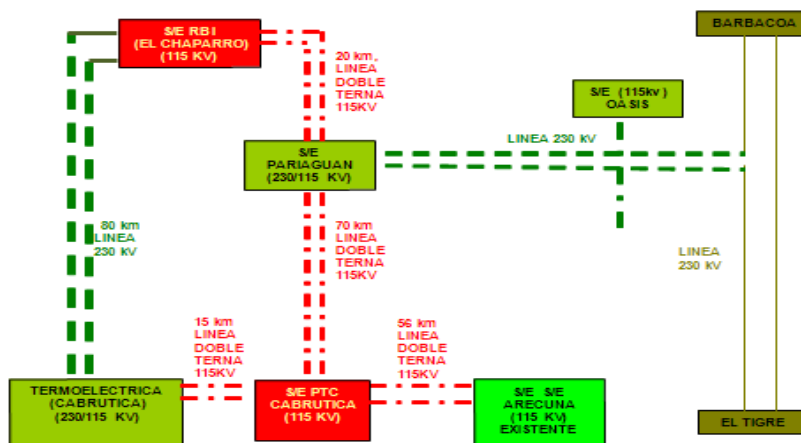 S/E RBI
(EL CHAPARRO)
(115 KV)
BARBACOA
20 km,
LINEA
DOBLE
TERNA
115KV
S/E (115kv)
OASIS
LINEA 230 kV
S/E
PARIAGUAN
(230/115 KV)
80 km
LINEA
230 kV
70 km
LINEA
DOBLE
TERNA
115KV
LINEA
230 kV
15 km
LINEA
DOBLE
TERNA
115KV
56 km
LINEA
DOBLE
TERNA
115KV
TERMOELECTRICA
(CABRUTICA)
(230/115 KV)
S/E PTC
CABRUTICA
(115 KV)
S/E S/E
ARECUNA
(115 KV)
EXISTENTE
EL TIGRE